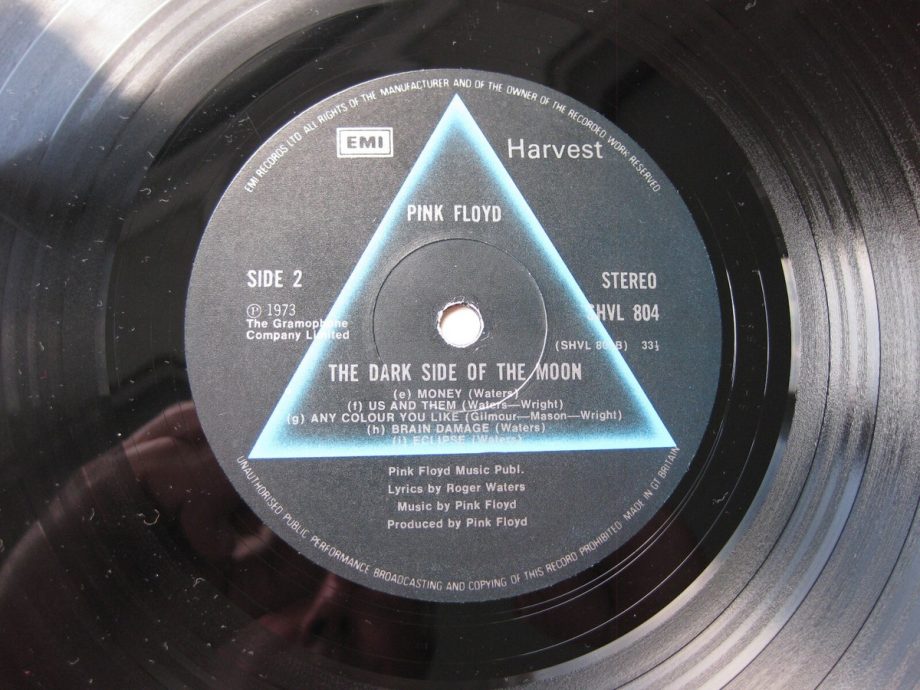 EMI RECORDS LTD ALL RIGHTS OF THE MANUFACTURER AND OF THE OWNER OF THE RECORDED WORK RESERVED
EMI
Harvest
PINK FLOYD
SIDE 2
STEREO
Ⓟ 1973
SHVL 804
The Gramophone
Company Limited
(SHVL 804B) 33⅓
THE DARK SIDE OF THE MOON
(e) MONEY (Waters)
(f) US AND THEM (Waters—Wright)
(g) ANY COLOUR YOU LIKE (Gilmour—Mason—Wright)
(h) BRAIN DAMAGE (Waters)
(i) ECLIPSE (Waters)
Pink Floyd Music Publ.
Lyrics by Roger Waters
Music by Pink Floyd
Produced by Pink Floyd
UNAUTHORISED PUBLIC PERFORMANCE BROADCASTING AND COPYING OF THIS RECORD PROHIBITED MADE IN GT BRITAIN